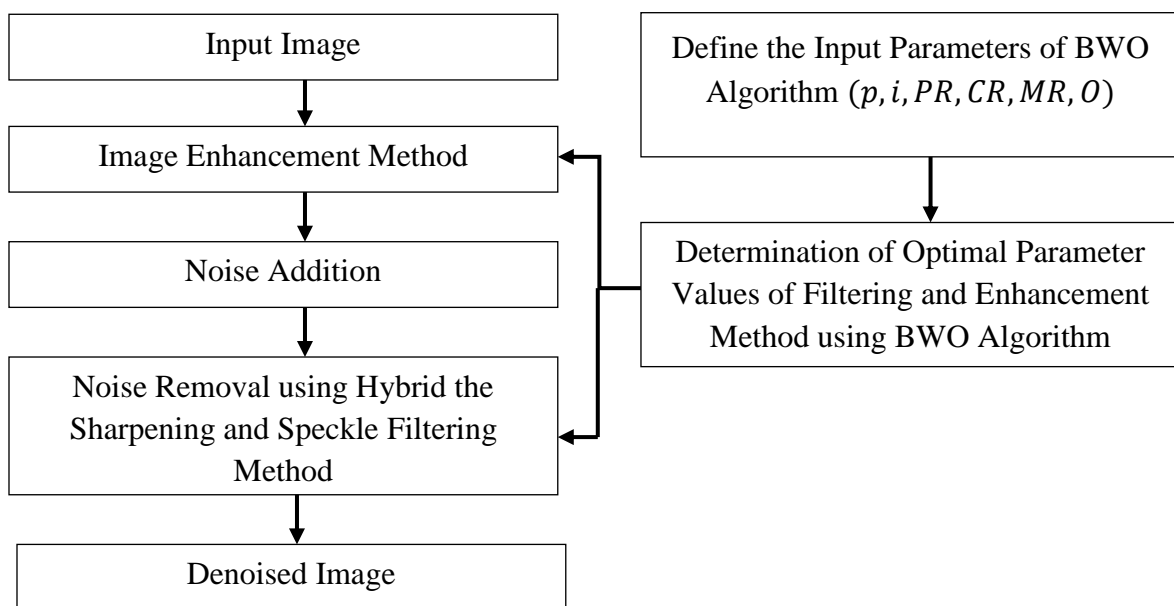 Input Image
Image Enhancement Method
Noise Addition
Noise Removal using Hybrid the
Sharpening and Speckle Filtering
Method
Denoised Image
Define the Input Parameters of BWO
Algorithm (p, i, PR, CR, MR, O)
Determination of Optimal Parameter
Values of Filtering and Enhancement
Method using BWO Algorithm